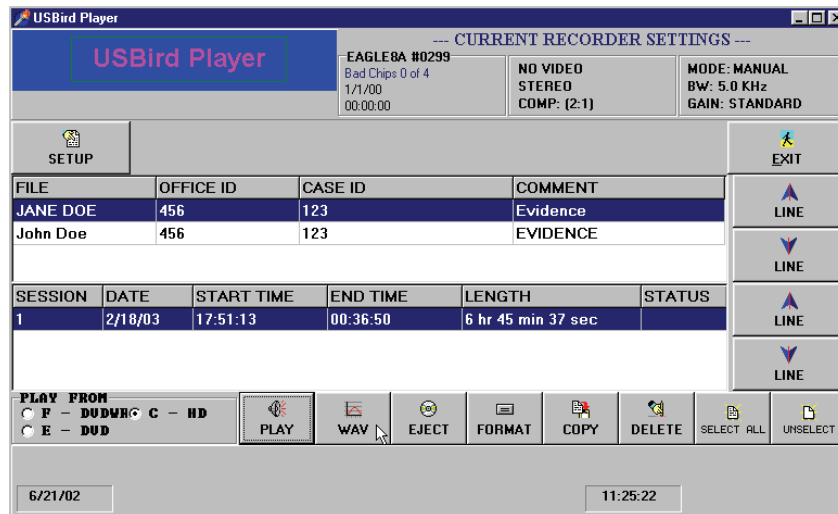 USBird Player
USBird Player
--- CURRENT RECORDER SETTINGS ---
EAGLE8A #0299
Bad Chips 0 of 4
1/1/00
00:00:00
NO VIDEO
STEREO
COMP: (2:1)
MODE: MANUAL
BW: 5.0 KHz
GAIN: STANDARD
SETUP
EXIT
FILE OFFICE ID CASE ID COMMENT
JANE DOE 456 123 Evidence
John Doe 456 123 EVIDENCE
LINE
LINE
SESSION DATE START TIME END TIME LENGTH STATUS
1 2/18/03 17:51:13 00:36:50 6 hr 45 min 37 sec
LINE
LINE
PLAY FROM
F - DVDWR C - HD
E - DVD
PLAY WAV EJECT FORMAT COPY DELETE SELECT ALL UNSELECT
6/21/02 11:25:22